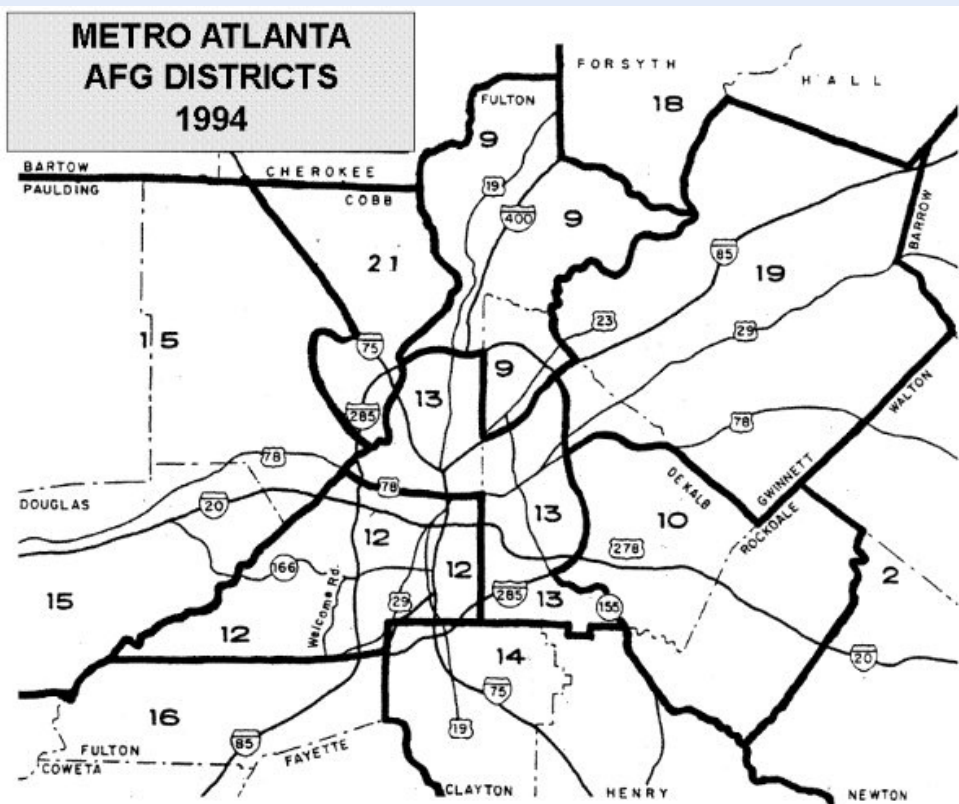 METRO ATLANTA
AFG DISTRICTS
1994
FORSYTH
HALL
FULTON
18
9
BARTOW
CHEROKEE
19
PAULDING
COBB
400
9
BARROW
21
85
19
23
29
15
75
9
13
285
WALTON
78
78
78
DE KALB
GWINNETT
DOUGLAS
20
13
10
ROCKDALE
12
278
166
12
2
15
Welcome Rd.
29
285
13
155
12
14
20
16
75
19
85
FULTON
FAYETTE
COWETA
CLAYTON
HENRY
NEWTON